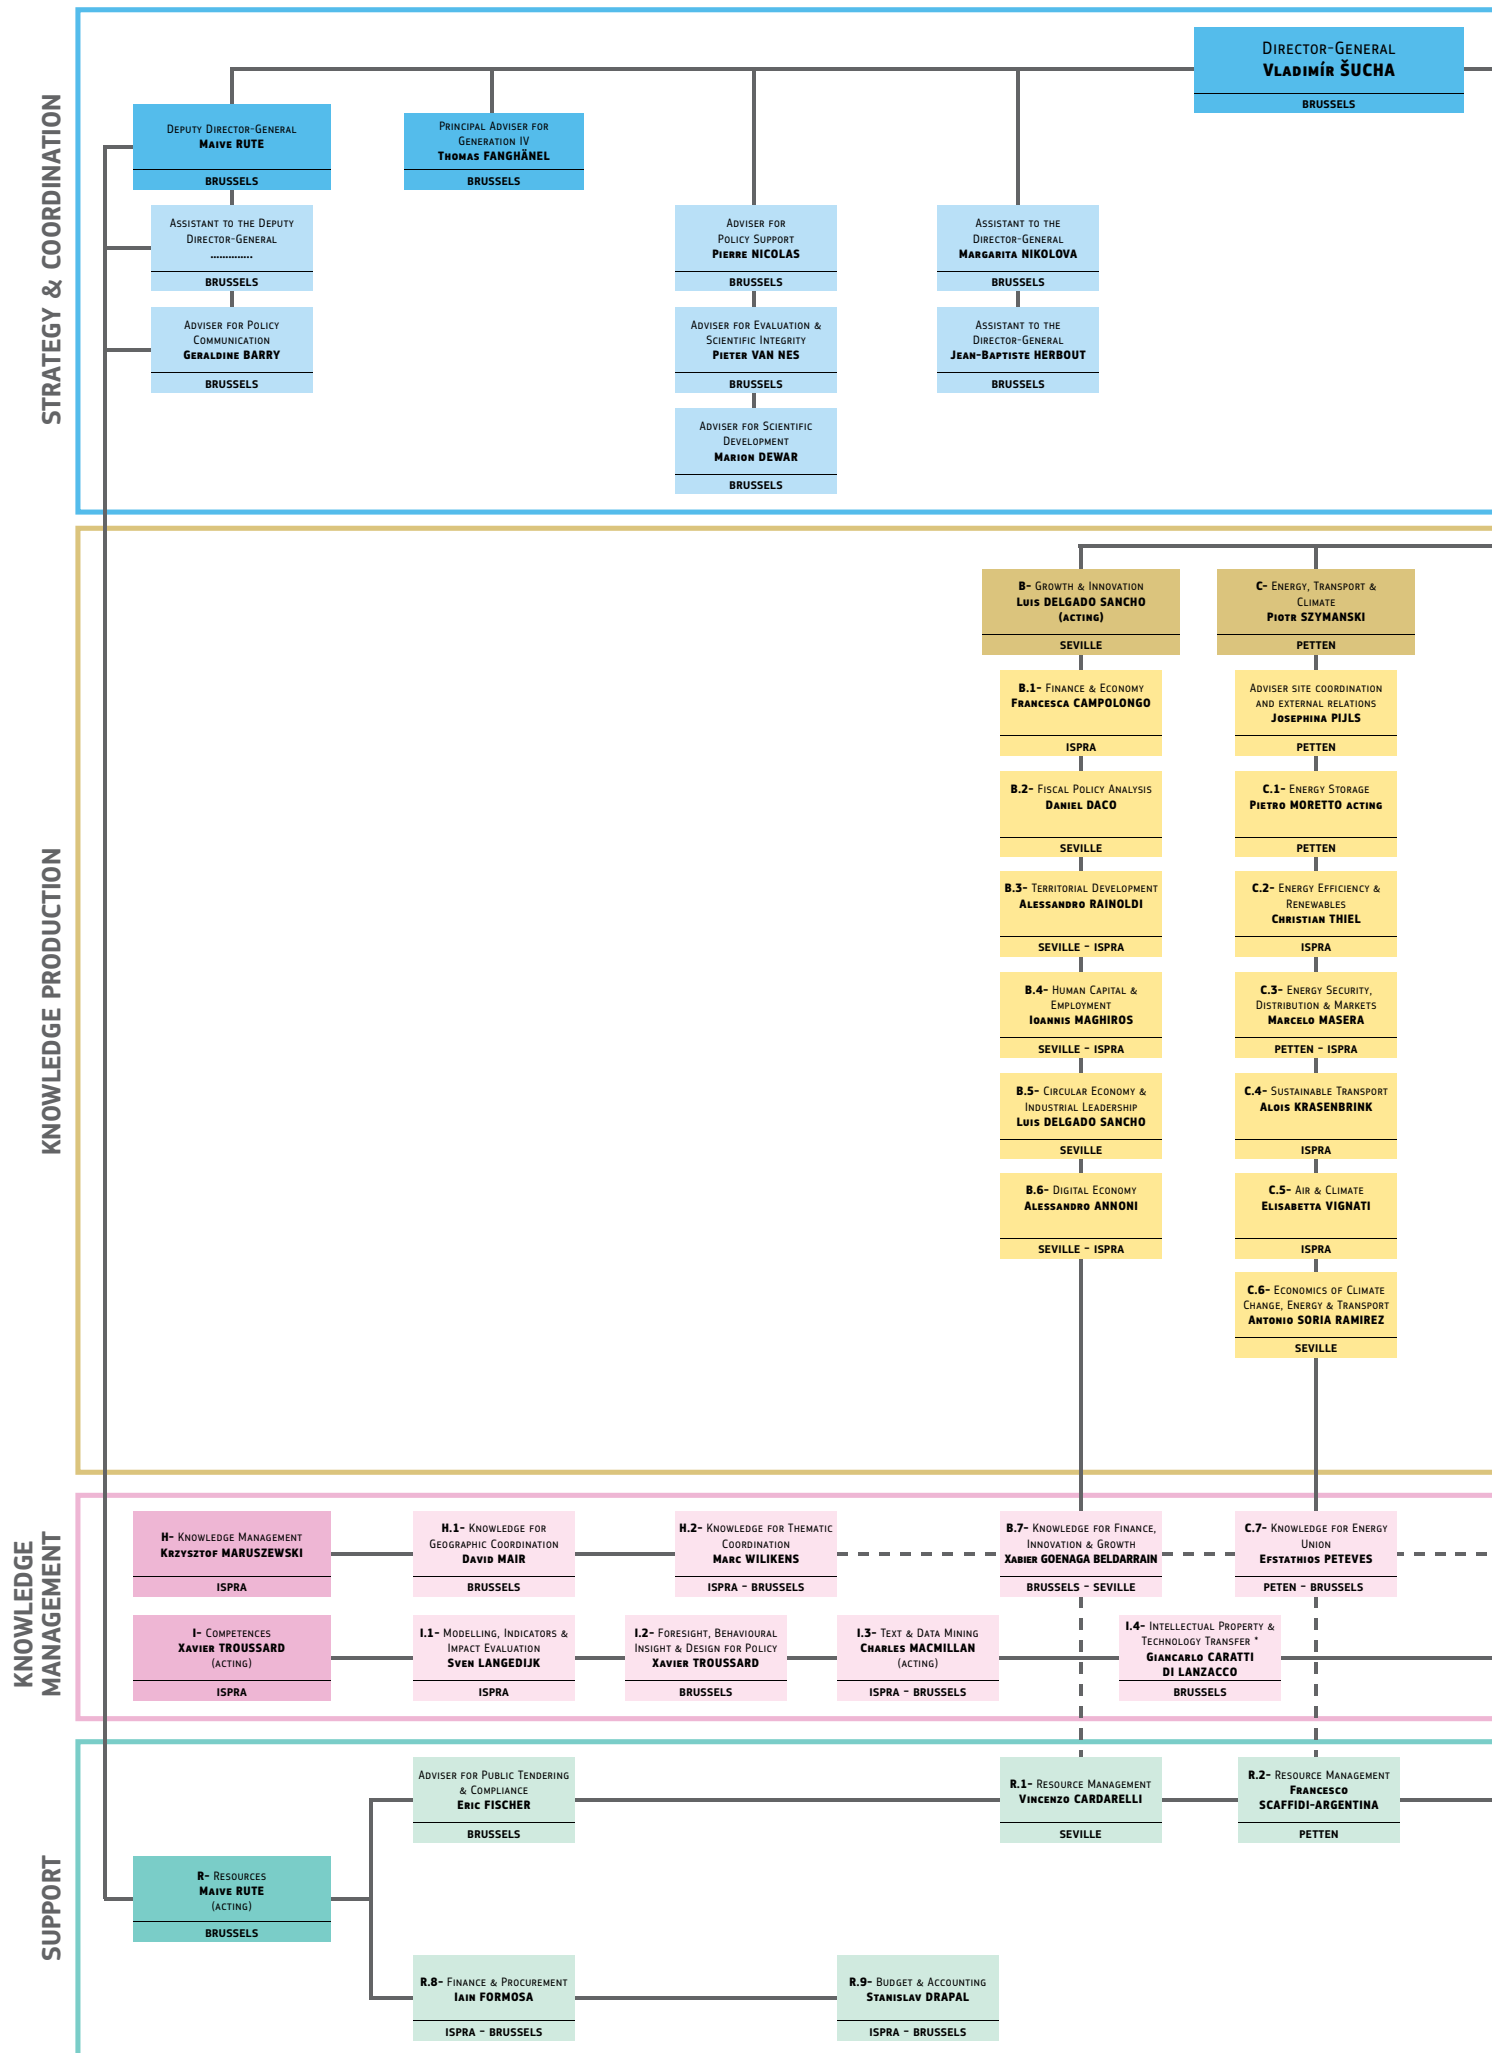 STRATEGY & COORDINATION
Director-General
Vladimír ŠUCHA
BRUSSELS
Deputy Director-General
Maive RUTE
BRUSSELS
Principal Adviser for
Generation IV
Thomas FANGHÄNEL
BRUSSELS
Assistant to the Deputy
Director-General
..............
BRUSSELS
Adviser for
Policy Support
Pierre NICOLAS
BRUSSELS
Assistant to the
Director-General
Margarita NIKOLOVA
BRUSSELS
Adviser for Policy
Communication
Geraldine BARRY
BRUSSELS
Adviser for Evaluation &
Scientific Integrity
Pieter VAN NES
BRUSSELS
Assistant to the
Director-General
Jean-Baptiste HERBOUT
BRUSSELS
Adviser for Scientific
Development
Marion DEWAR
BRUSSELS
KNOWLEDGE PRODUCTION
B- Growth & Innovation
Luis DELGADO SANCHO
(acting)
SEVILLE
B.1- Finance & Economy
Francesca CAMPOLONGO
ISPRA
B.2- Fiscal Policy Analysis
Daniel DACO
SEVILLE
B.3- Territorial Development
Alessandro RAINOLDI
SEVILLE - ISPRA
B.4- Human Capital &
Employment
Ioannis MAGHIROS
SEVILLE - ISPRA
B.5- Circular Economy &
Industrial Leadership
Luis DELGADO SANCHO
SEVILLE
B.6- Digital Economy
Alessandro ANNONI
SEVILLE - ISPRA
C- Energy, Transport &
Climate
Piotr SZYMANSKI
PETTEN
Adviser site coordination
and external relations
Josephina PIJLS
PETTEN
C.1- Energy Storage
Pietro MORETTO acting
PETTEN
C.2- Energy Efficiency &
Renewables
Christian THIEL
ISPRA
C.3- Energy Security,
Distribution & Markets
Marcelo MASERA
PETTEN - ISPRA
C.4- Sustainable Transport
Alois KRASENBRINK
ISPRA
C.5- Air & Climate
Elisabetta VIGNATI
ISPRA
C.6- Economics of Climate
Change, Energy & Transport
Antonio SORIA RAMIREZ
SEVILLE
KNOWLEDGE
MANAGEMENT
H- Knowledge Management
Krzysztof MARUSZEWSKI
ISPRA
H.1- Knowledge for
Geographic Coordination
David MAIR
BRUSSELS
H.2- Knowledge for Thematic
Coordination
Marc WILIKENS
ISPRA - BRUSSELS
B.7- Knowledge for Finance,
Innovation & Growth
Xabier GOENAGA BELDARRAIN
BRUSSELS - SEVILLE
C.7- Knowledge for Energy
Union
Efstathios PETEVES
PETEN - BRUSSELS
I- Competences
Xavier TROUSSARD
(acting)
ISPRA
I.1- Modelling, Indicators &
Impact Evaluation
Sven LANGEDIJK
ISPRA
I.2- Foresight, Behavioural
Insight & Design for Policy
Xavier TROUSSARD
BRUSSELS
I.3- Text & Data Mining
Charles MACMILLAN
(acting)
ISPRA - BRUSSELS
I.4- Intellectual Property &
Technology Transfer *
Giancarlo CARATTI
DI LANZACCO
BRUSSELS
SUPPORT
Adviser for Public Tendering
& Compliance
Eric FISCHER
BRUSSELS
R.1- Resource Management
Vincenzo CARDARELLI
SEVILLE
R.2- Resource Management
Francesco
SCAFFIDI-ARGENTINA
PETTEN
R- Resources
Maive RUTE
(acting)
BRUSSELS
R.8- Finance & Procurement
Iain FORMOSA
ISPRA - BRUSSELS
R.9- Budget & Accounting
Stanislav DRAPAL
ISPRA - BRUSSELS